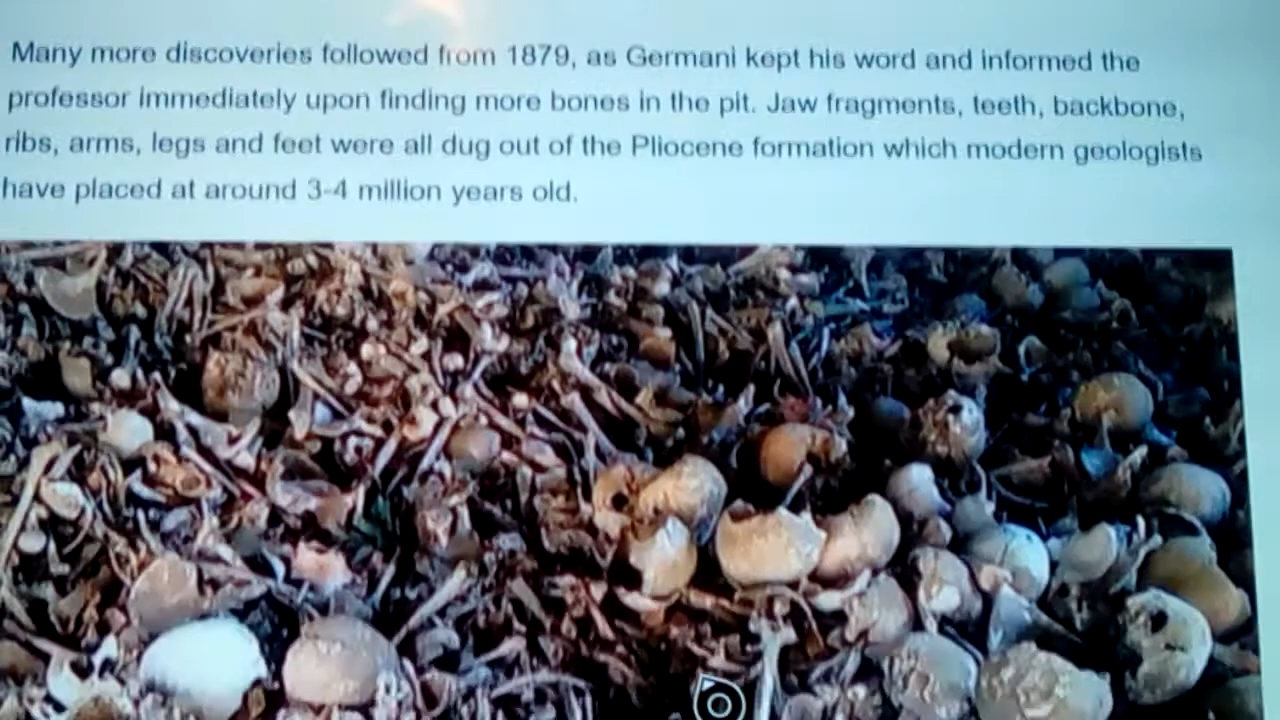 Many more discoveries followed from 1879, as Germani kept his word and informed the
professor immediately upon finding more bones in the pit. Jaw fragments, teeth, backbone,
ribs, arms, legs and feet were all dug out of the Pliocene formation which modern geologists
have placed at around 3-4 million years old.